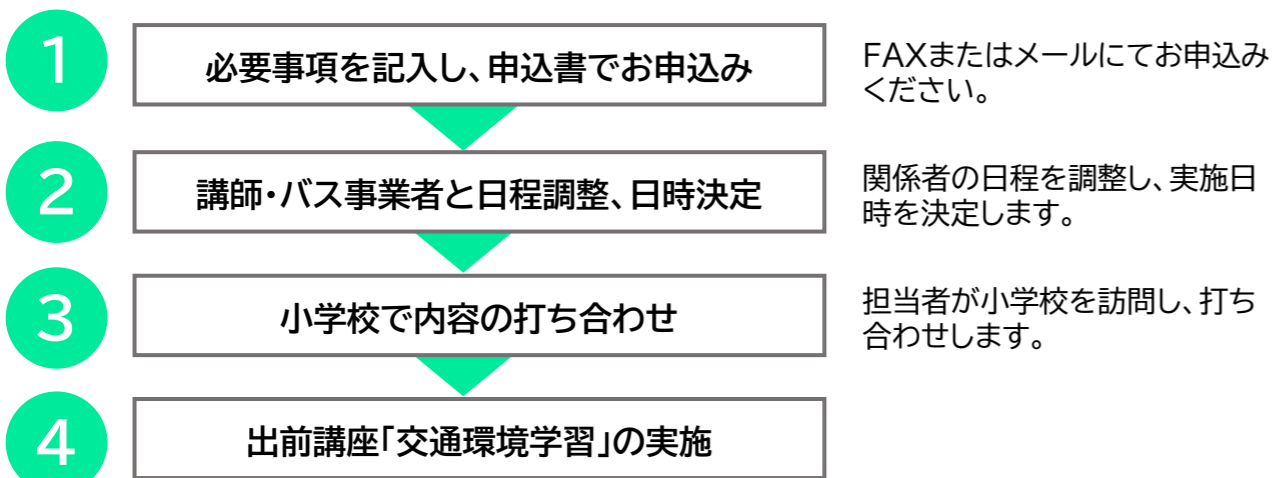 1
必要事項を記入し、申込書でお申込み
FAXまたはメールにてお申込み
ください。
2
講師・バス事業者と日程調整、日時決定
関係者の日程を調整し、実施日
時を決定します。
3
小学校で内容の打ち合わせ
担当者が小学校を訪問し、打ち
合わせします。
4
出前講座「交通環境学習」の実施